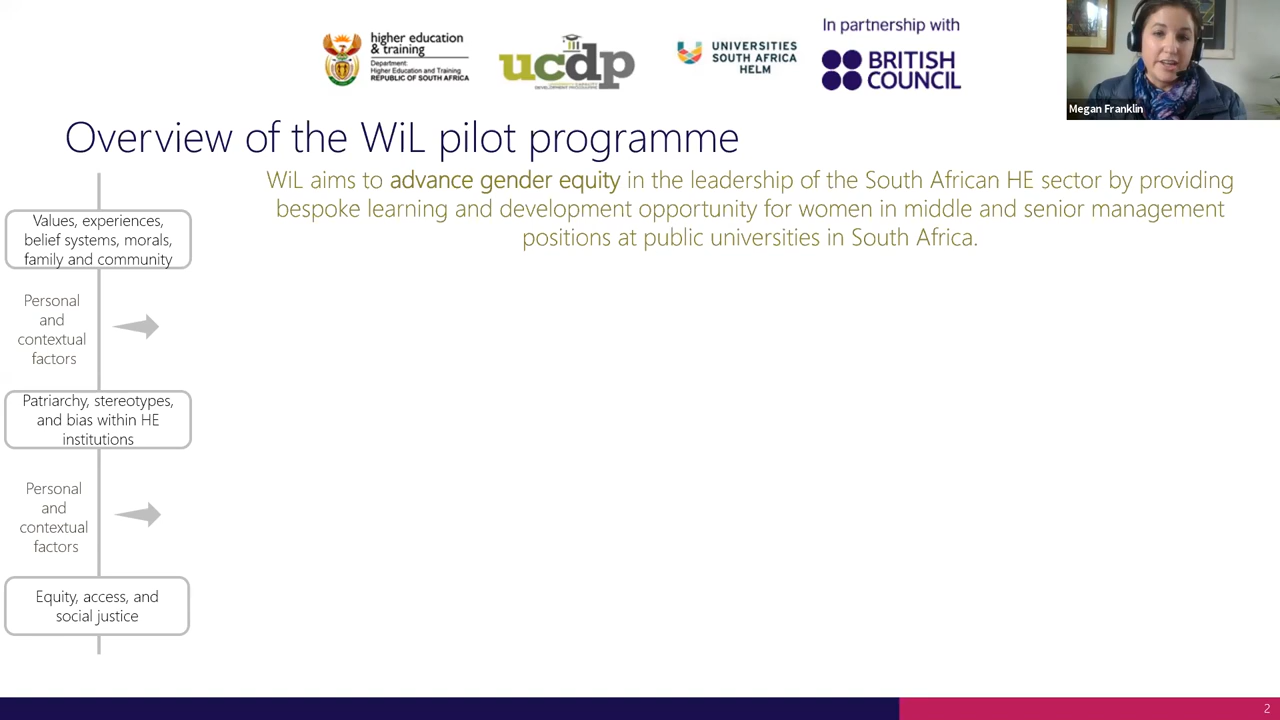 higher education
& training
Department:
Higher Education and Training
REPUBLIC OF SOUTH AFRICA
ucdp
UNIVERSITY CAPACITY
DEVELOPMENT PROGRAMME
UNIVERSITIES
SOUTH AFRICA
HELM
In partnership with
BRITISH
COUNCIL
Megan Franklin
Overview of the WiL pilot programme
WiL aims to advance gender equity in the leadership of the South African HE sector by providing
bespoke learning and development opportunity for women in middle and senior management
positions at public universities in South Africa.
Values, experiences,
belief systems, morals,
family and community
Personal
and
contextual
factors
Patriarchy, stereotypes,
and bias within HE
institutions
Personal
and
contextual
factors
Equity, access, and
social justice
2